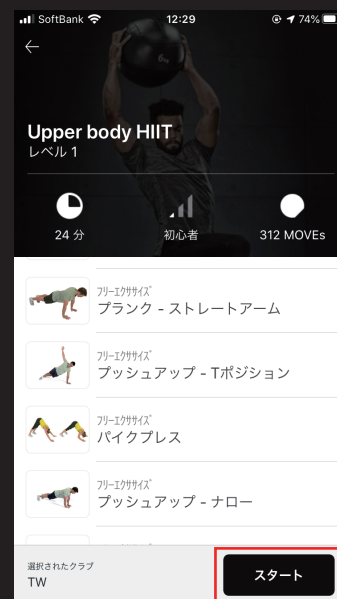 SoftBank 12:29 74%
Upper body HIIT
レベル 1
24 分 初心者 312 MOVEs
フリーエクササイズ
プランク - ストレートアーム
フリーエクササイズ
プッシュアップ - Tポジション
フリーエクササイズ
パイクプレス
フリーエクササイズ
プッシュアップ - ナロー
選択されたクラブ
TW
スタート